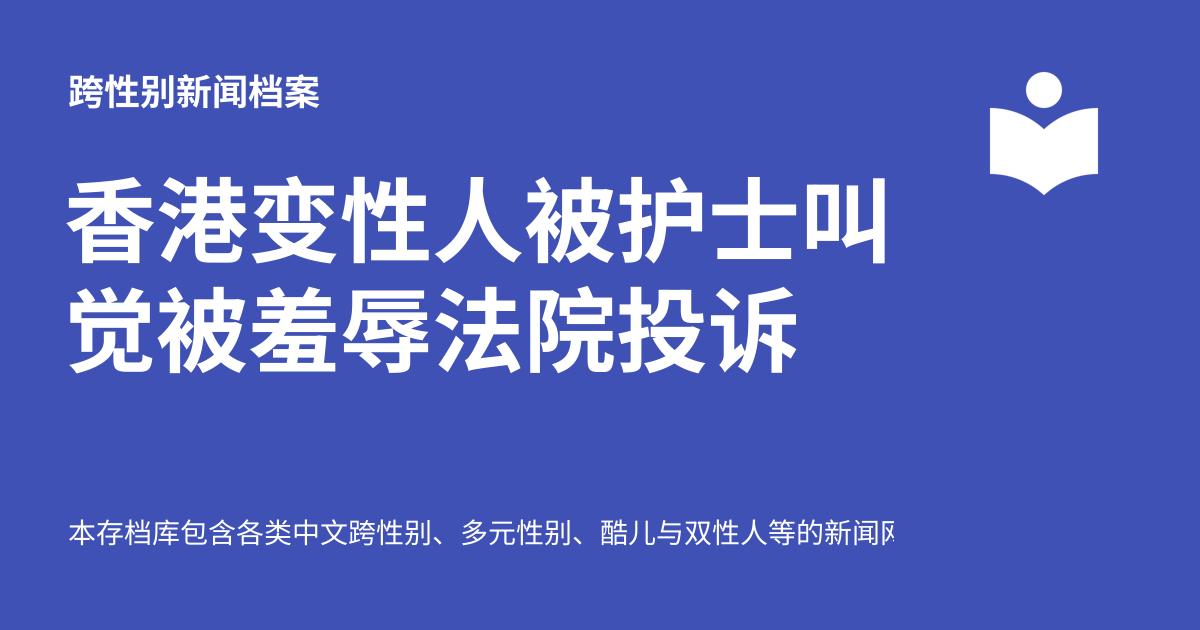 跨性别新闻档案
香港变性人被护士叫
觉被羞辱法院投诉
本存档库包含各类中文跨性别、多元性别、酷儿与双性人等的新闻